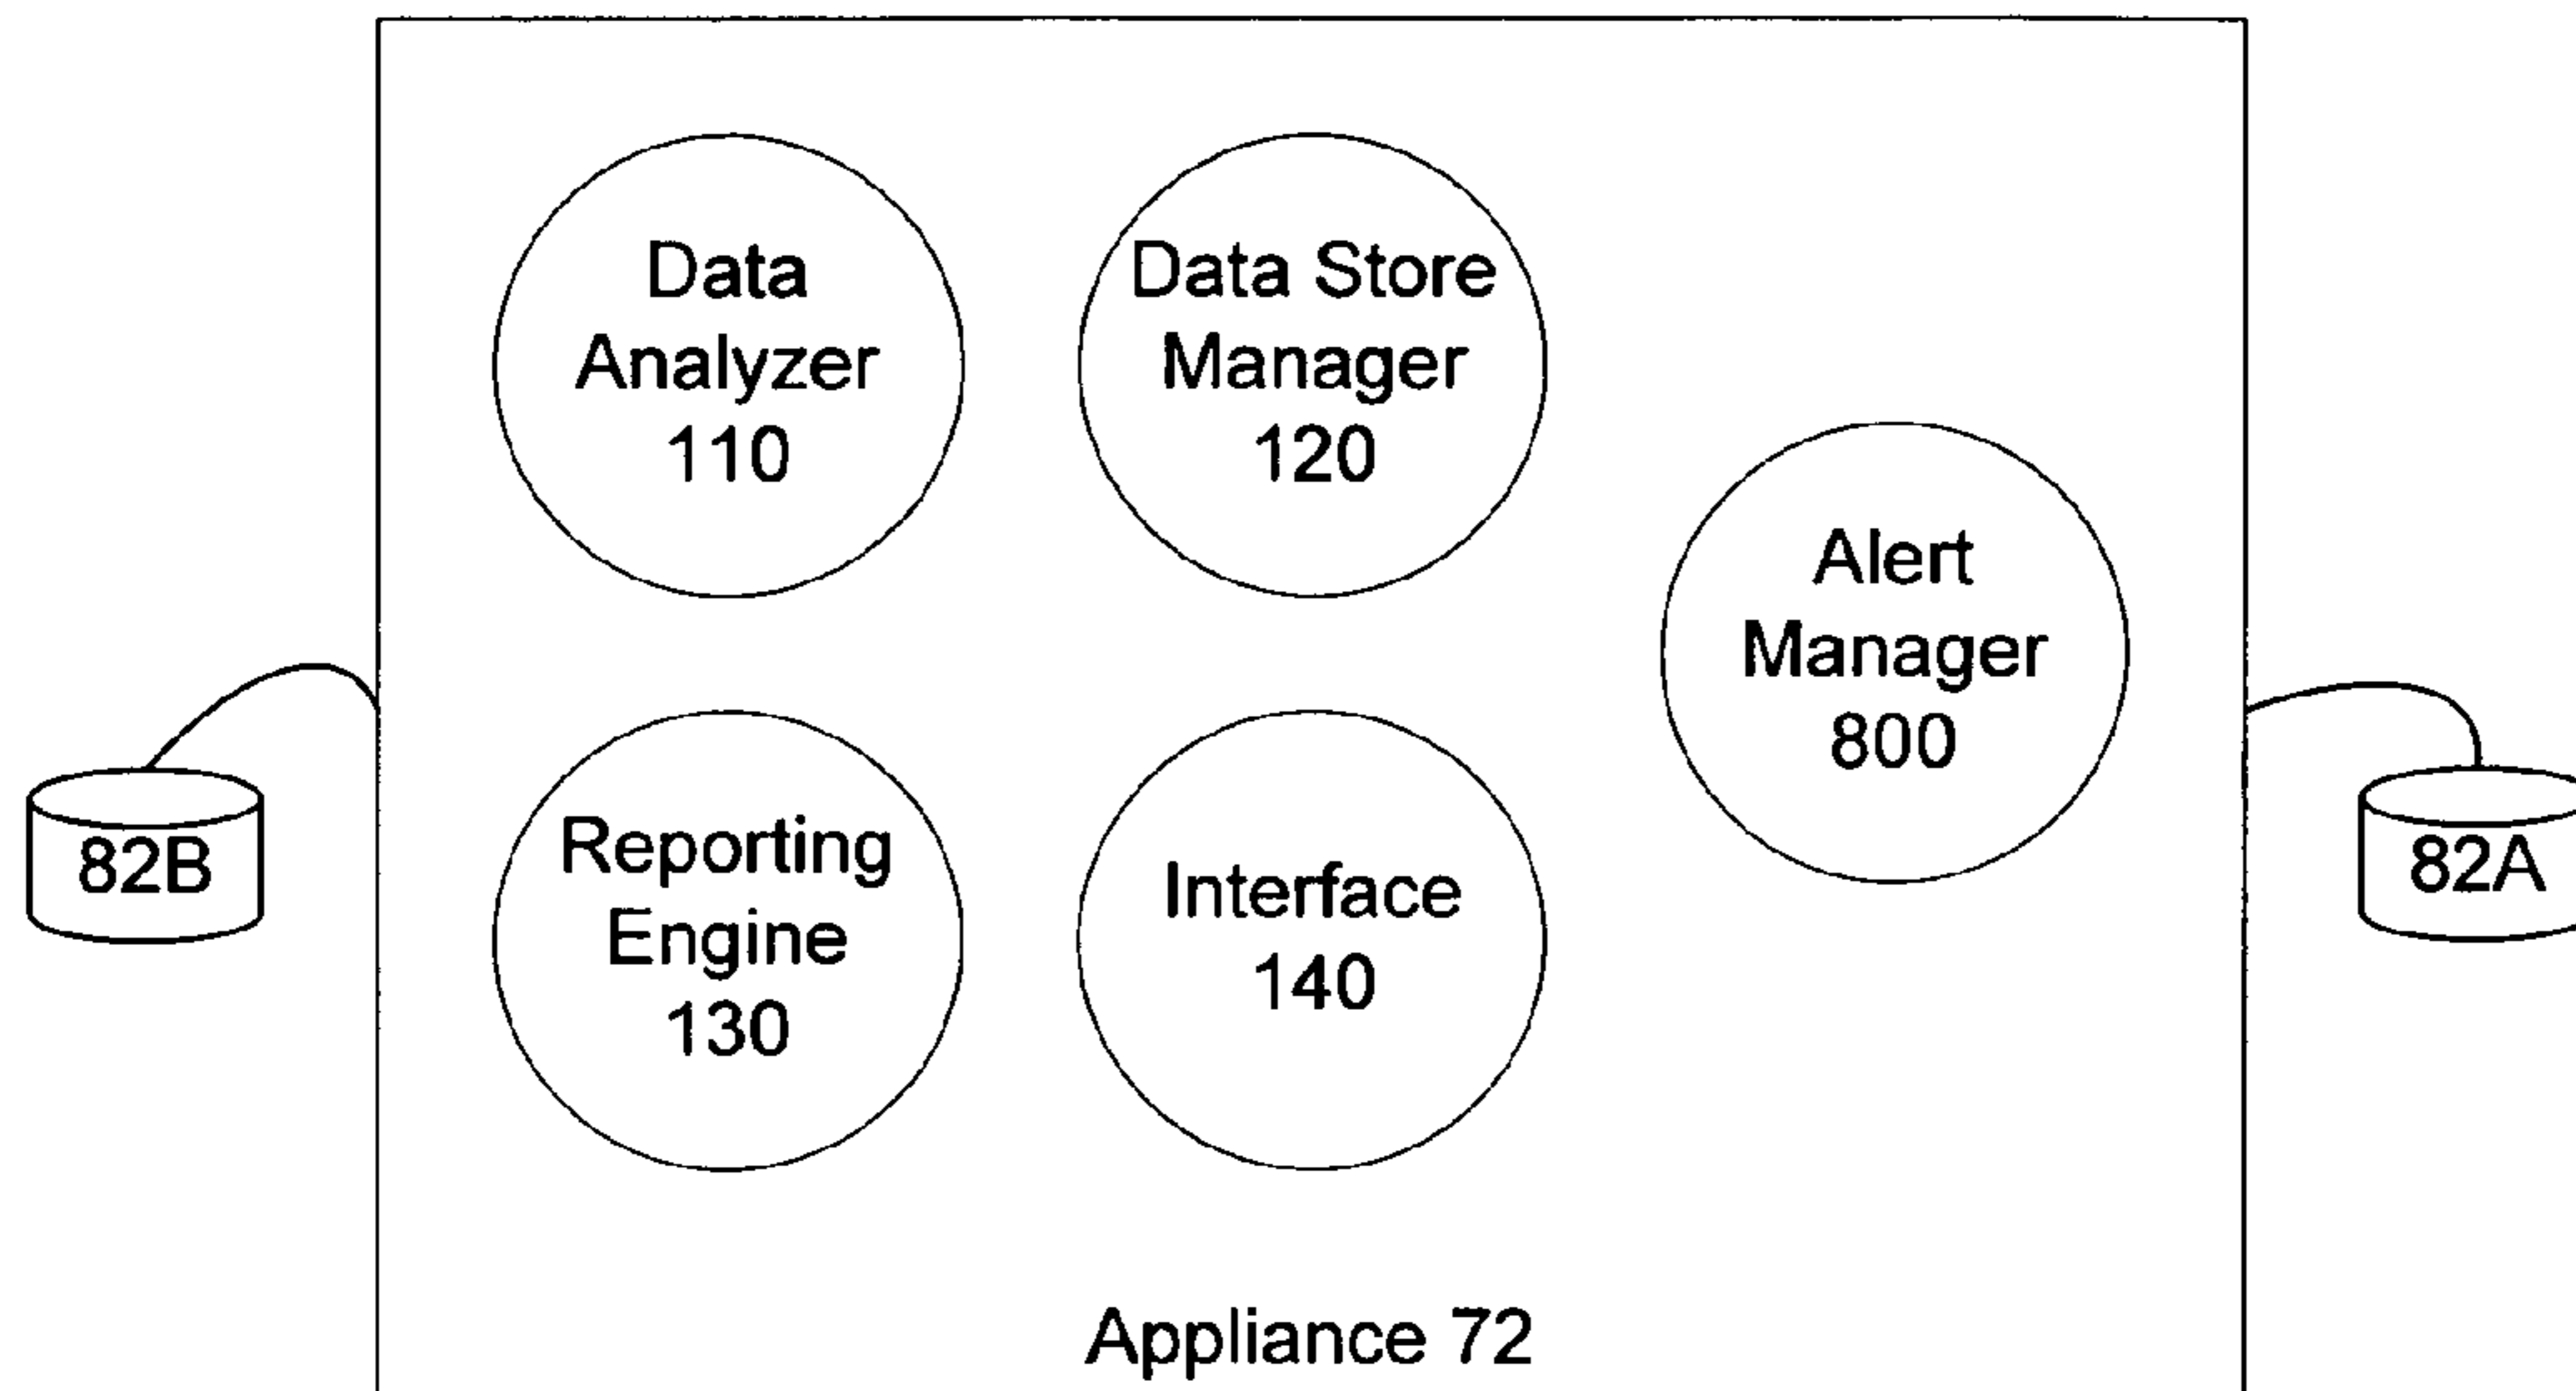 Data
Analyzer
110
Data Store
Manager
120
Alert
Manager
800
82B
Reporting
Engine
130
Interface
140
82A
Appliance 72